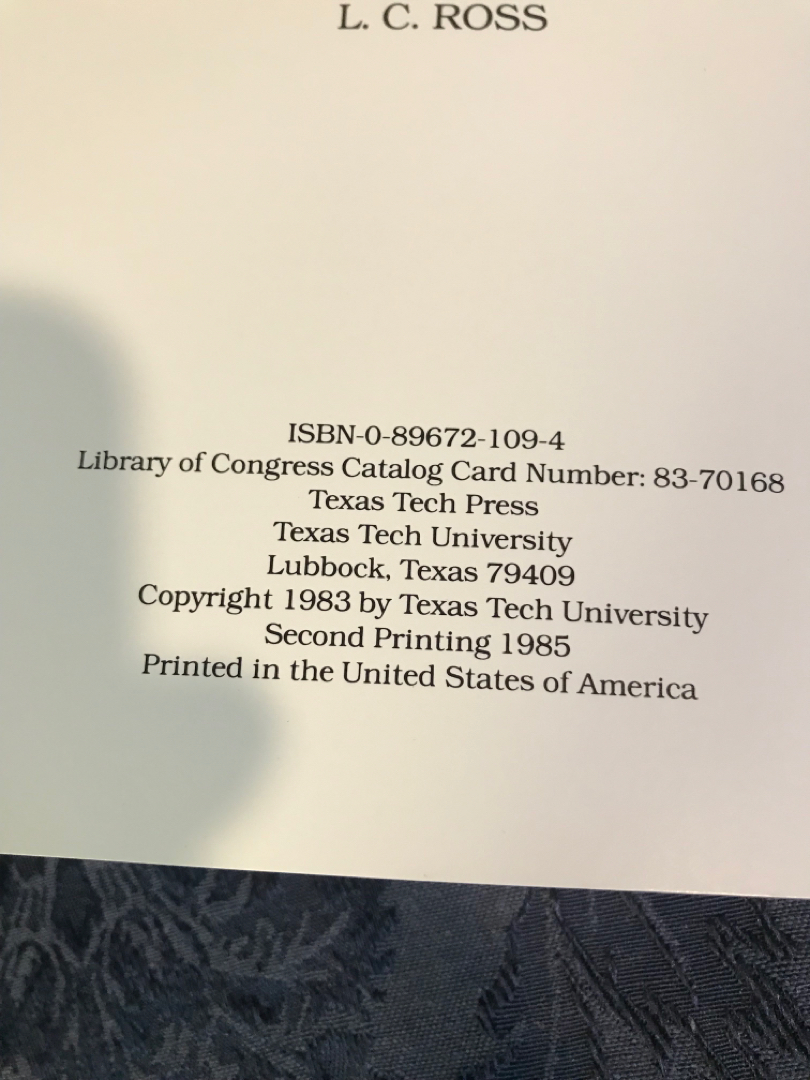 L. C. ROSS
ISBN-0-89672-109-4
Library of Congress Catalog Card Number: 83-70168
Texas Tech Press
Texas Tech University
Lubbock, Texas 79409
Copyright 1983 by Texas Tech University
Second Printing 1985
Printed in the United States of America